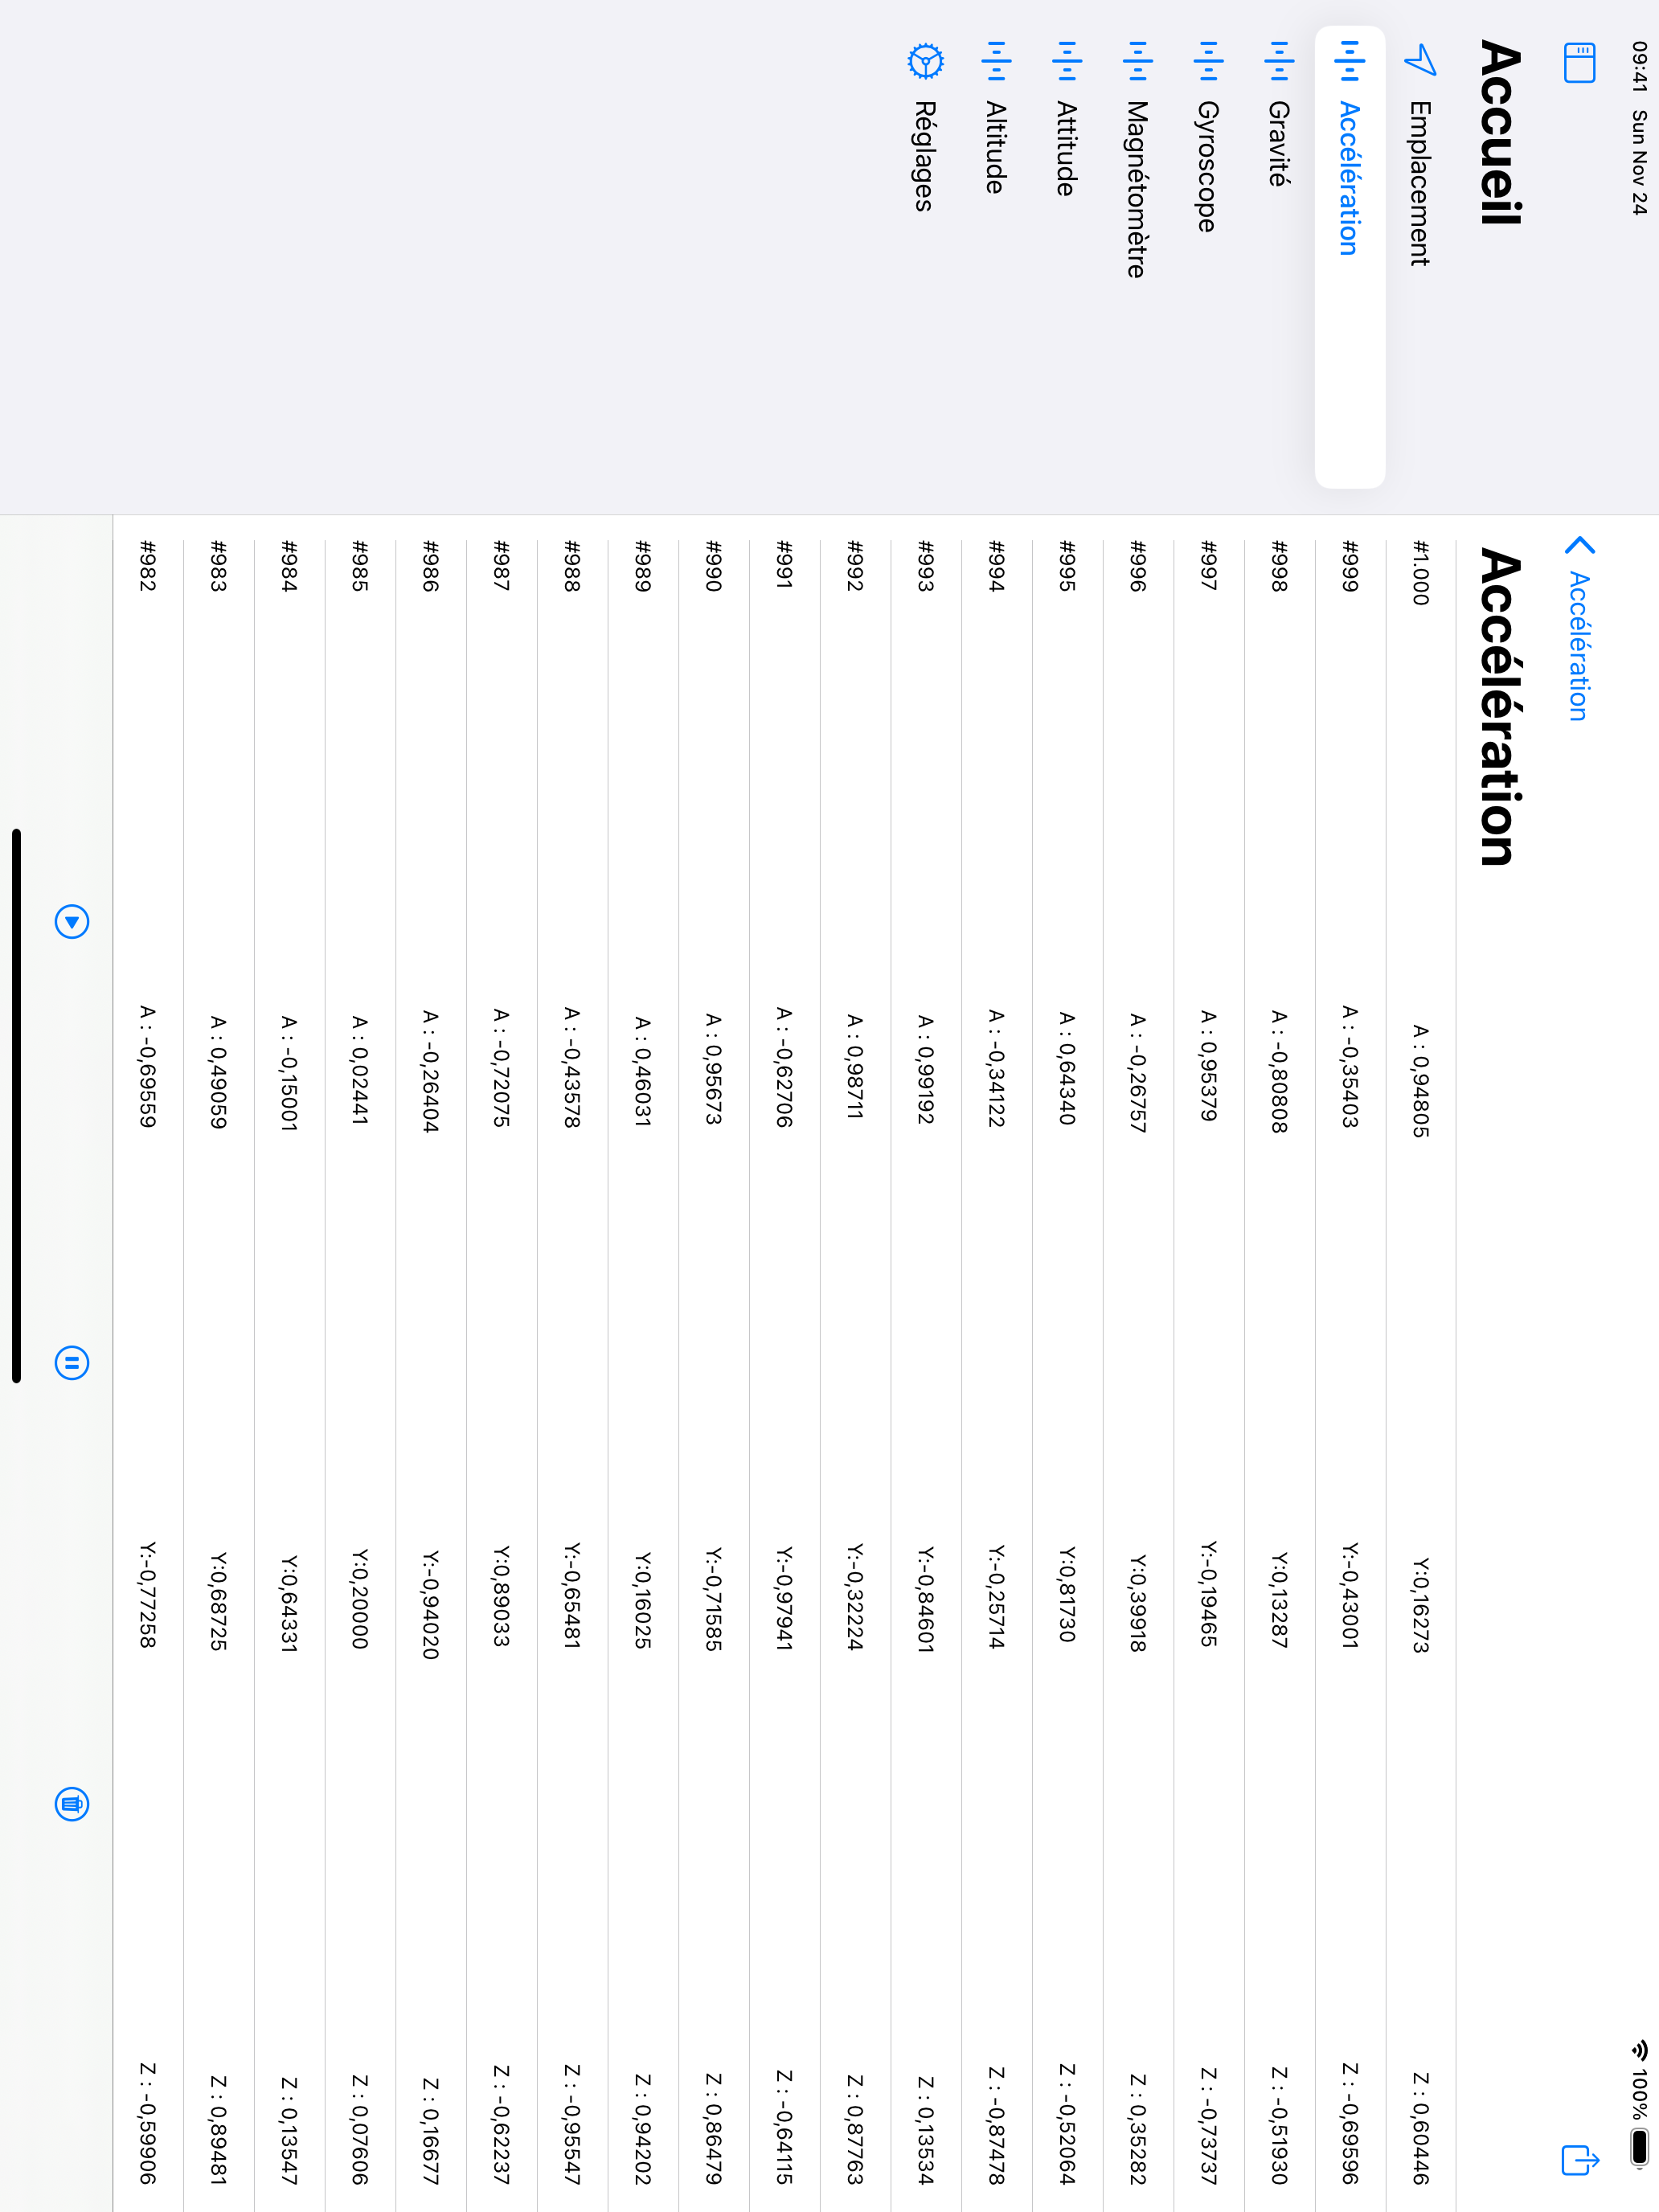 09:41 Sun Nov 24
100%
Accueil
Emplacement
Accélération
Gravité
Gyroscope
Magnétomètre
Attitude
Altitude
Réglages
Accélération
Accélération
#1.000 A : 0,94805 Y:0,16273 Z : 0,60446
#999 A : -0,35403 Y:-0,43001 Z : -0,69596
#998 A : -0,80808 Y:0,13287 Z : -0,51930
#997 A : 0,95379 Y:-0,19465 Z : -0,73737
#996 A : -0,26757 Y:0,39918 Z : 0,35282
#995 A : 0,64340 Y:0,81730 Z : -0,52064
#994 A : -0,34122 Y:-0,25714 Z : -0,87478
#993 A : 0,99192 Y:-0,84601 Z : 0,13534
#992 A : 0,98711 Y:-0,32224 Z : 0,87763
#991 A : -0,62706 Y:-0,97941 Z : -0,64115
#990 A : 0,95673 Y:-0,71585 Z : 0,86479
#989 A : 0,46031 Y:0,16025 Z : 0,94202
#988 A : -0,43578 Y:-0,65481 Z : -0,95547
#987 A : -0,72075 Y:0,89033 Z : -0,62237
#986 A : -0,26404 Y:-0,94020 Z : 0,16677
#985 A : 0,02441 Y:0,20000 Z : 0,07606
#984 A : -0,15001 Y:0,64331 Z : 0,13547
#983 A : 0,49059 Y:0,68725 Z : 0,89481
#982 A : -0,69559 Y:-0,77258 Z : -0,59906